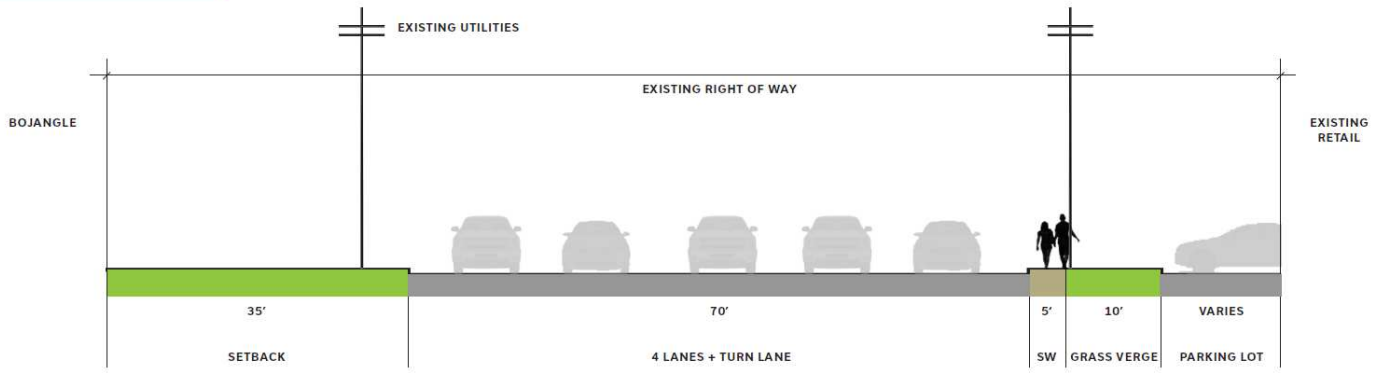 EXISTING UTILITIES
EXISTING RIGHT OF WAY
BOJANGLE
EXISTING
RETAIL
35'
70'
5'
10'
VARIES
SETBACK
4 LANES + TURN LANE
SW
GRASS VERGE
PARKING LOT